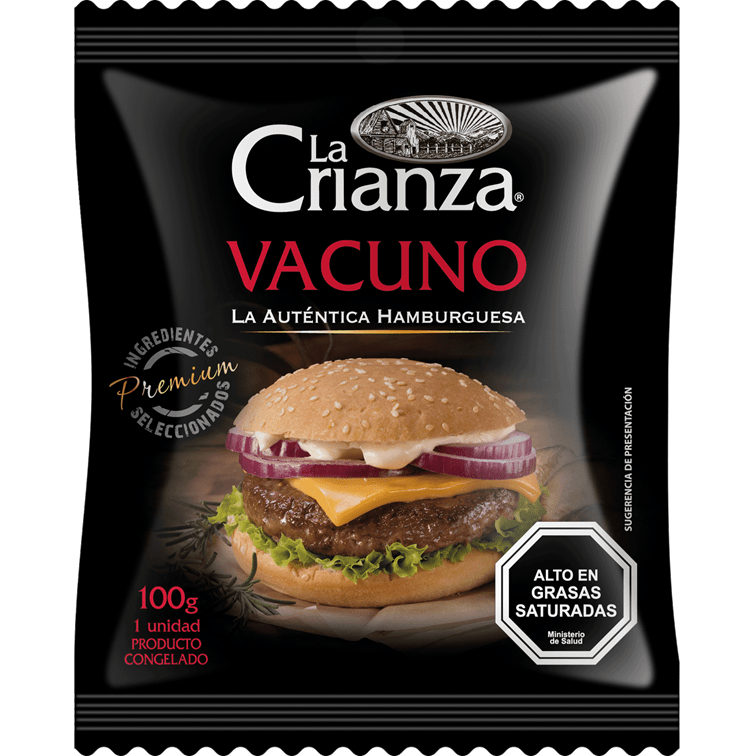 La
Crianza®
VACUNO
LA AUTÉNTICA HAMBURGUESA
INGREDIENTES
Premium
SELECCIONADOS
SUGERENCIA DE PRESENTACIÓN
100g
1 unidad
PRODUCTO
CONGELADO
ALTO EN
GRASAS
SATURADAS
Ministerio
de Salud